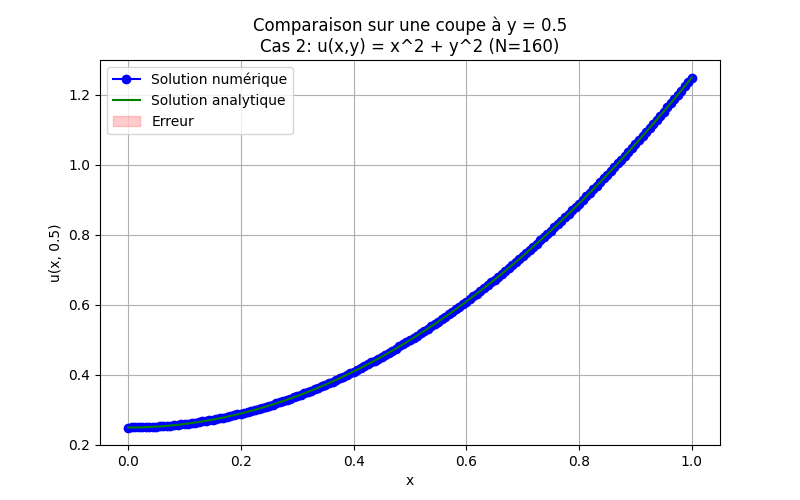 Comparaison sur une coupe à y = 0.5
Cas 2: u(x,y) = x^2 + y^2 (N=160)
Solution numérique
Solution analytique
Erreur
1.2
1.0
0.8
0.6
0.4
0.2
u(x, 0.5)
0.0
0.2
0.4
0.6
0.8
1.0
x